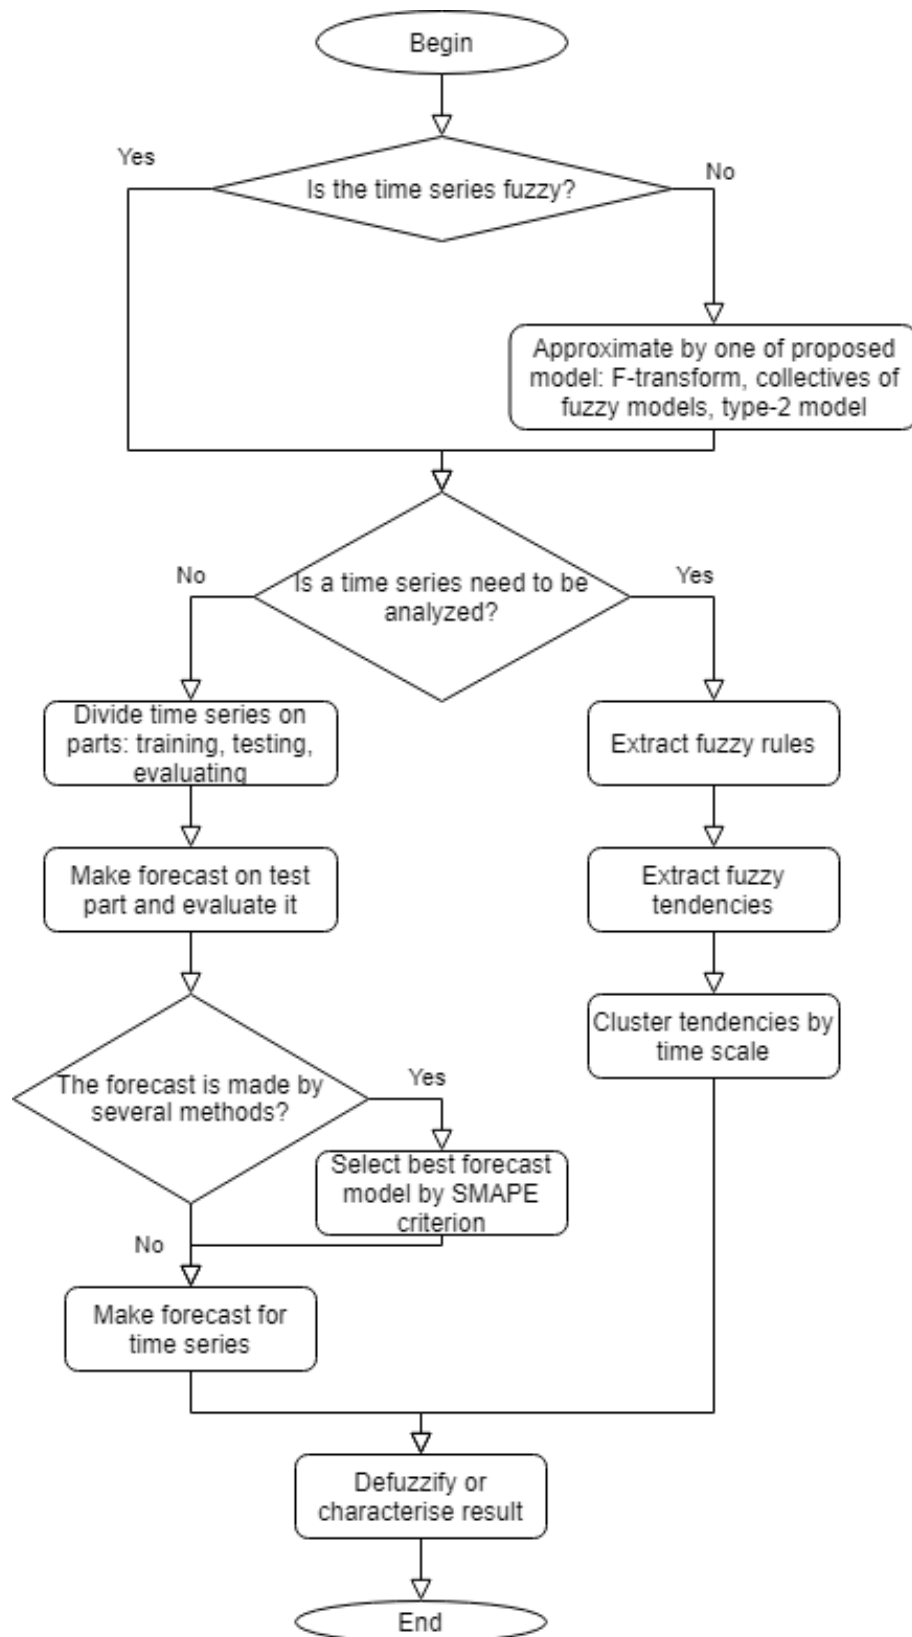 Begin
Yes
No
Is the time series fuzzy?
Approximate by one of proposed
model: F-transform, collectives of
fuzzy models, type-2 model
No
Yes
Is a time series need to be
analyzed?
Divide time series on
parts: training, testing,
evaluating
Extract fuzzy rules
Make forecast on test
part and evaluate it
Extract fuzzy
tendencies
Cluster tendencies by
time scale
The forecast is made by
several methods?
Yes
Select best forecast
model by SMAPE
criterion
No
Make forecast for
time series
Defuzzify or
characterise result
End